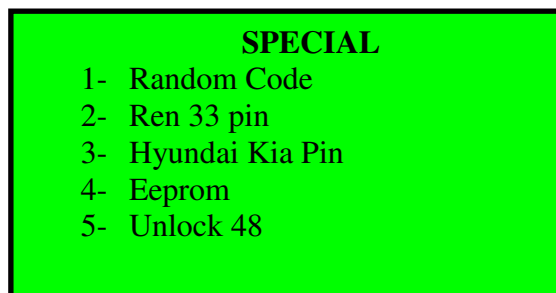 SPECIAL
1- Random Code
2- Ren 33 pin
3- Hyundai Kia Pin
4- Eeprom
5- Unlock 48